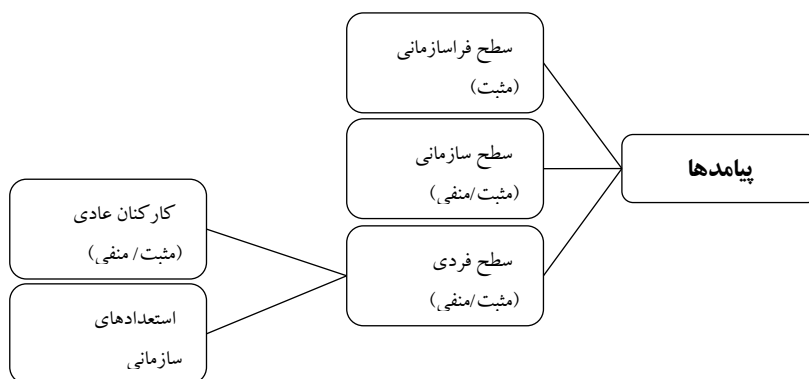 پیامدها
سطح فراسازمانی
(مثبت)
سطح سازمانی
(مثبت/منفی)
سطح فردی
(مثبت/منفی)
کارکنان عادی
(مثبت/ منفی)
استعدادهای
سازمانی